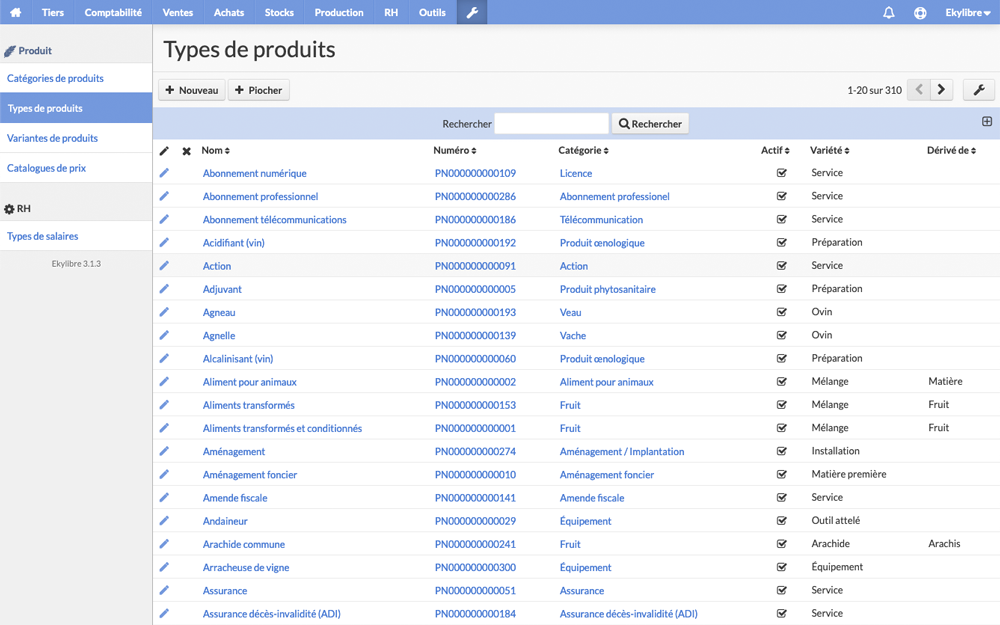 Tiers Comptabilité Ventes Achats Stocks Production RH Outils Ekylibre
Produit
Catégories de produits
Types de produits
Variantes de produits
Catalogues de prix
RH
Types de salaires
Ekylibre 3.1.3
Types de produits
Nouveau Piocher 1-20 sur 310
Rechercher Rechercher
Nom Numéro Catégorie Actif Variété Dérivé de
Abonnement numérique PN000000000109 Licence Service
Abonnement professionnel PN000000000286 Abonnement professionel Service
Abonnement télécommunications PN000000000186 Télécommunication Service
Acidifiant (vin) PN000000000192 Produit œnologique Préparation
Action PN000000000091 Action Service
Adjuvant PN000000000005 Produit phytosanitaire Préparation
Agneau PN000000000193 Veau Ovin
Agnelle PN000000000139 Vache Ovin
Alcalinisant (vin) PN000000000060 Produit œnologique Préparation
Aliment pour animaux PN000000000002 Aliment pour animaux Mélange Matière
Aliments transformés PN000000000153 Fruit Mélange Fruit
Aliments transformés et conditionnés PN000000000001 Fruit Mélange Fruit
Aménagement PN000000000274 Aménagement / Implantation Installation
Aménagement foncier PN000000000010 Aménagement foncier Matière première
Amende fiscale PN000000000141 Amende fiscale Service
Andaineur PN000000000029 Équipement Outil attelé
Arachide commune PN000000000241 Fruit Arachide Arachis
Arracheuse de vigne PN000000000300 Équipement Équipement
Assurance PN000000000051 Assurance Service
Assurance décès-invalidité (ADI) PN000000000184 Assurance décès-invalidité (ADI) Service